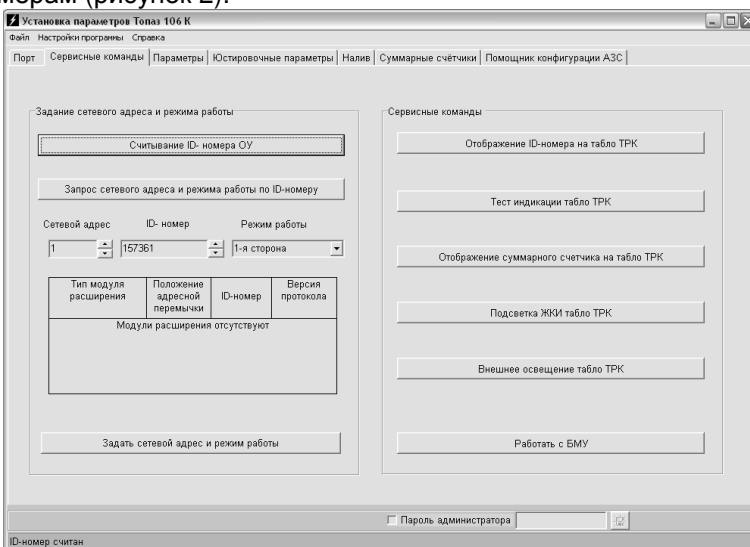 мерам (рисунок 2).
Установка параметров Топаз 106 К
Файл Настройки программы Справка
Порт Сервисные команды Параметры Юстировочные параметры Налив Суммарные счётчики Помощник конфигурации АЗС
Задание сетевого адреса и режима работы
Считывание ID- номера ОУ
Запрос сетевого адреса и режима работы по ID-номеру
Сетевой адрес ID- номер Режим работы
1 157361 1-я сторона
Тип модуля расширения Положение адресной перемычки ID-номер Версия протокола
Модули расширения отсутствуют
Задать сетевой адрес и режим работы
Сервисные команды
Отображение ID-номера на табло ТРК
Тест индикации табло ТРК
Отображение суммарного счетчика на табло ТРК
Подсветка ЖКИ табло ТРК
Внешнее освещение табло ТРК
Работать с БМУ
Пароль администратора
ID-номер считан